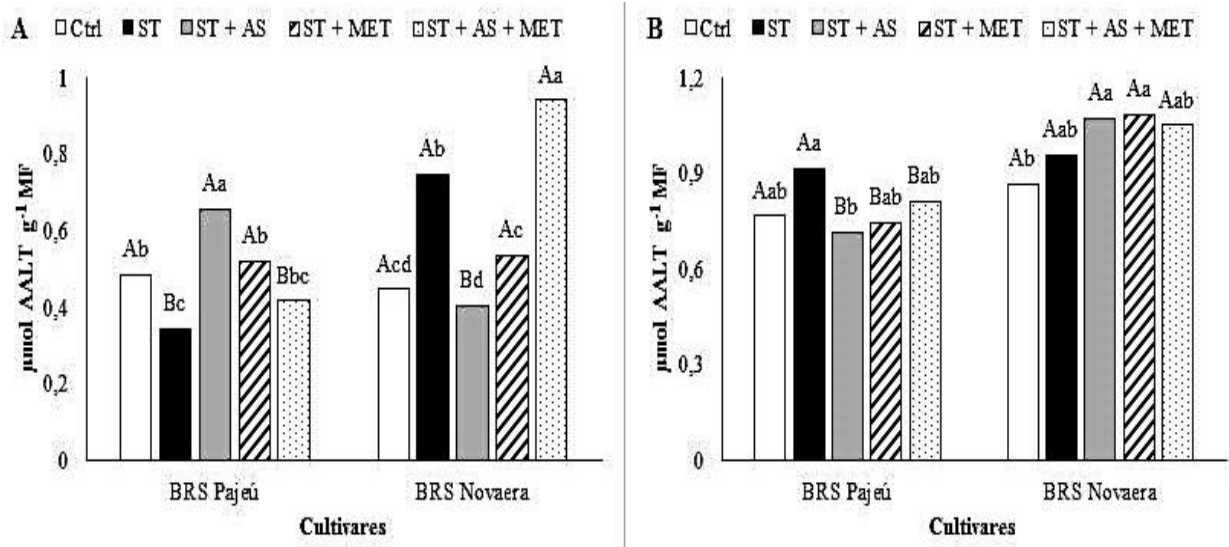 A Ctrl ST ST + AS ST + MET ST + AS + MET
µmol AALT g⁻¹ MF
1
0,8
0,6
0,4
0,2
0
Ab
Bc
Aa
Ab
Bbc
Acd
Ab
Bd
Ac
Aa
BRS Pajeú BRS Novaera
Cultivares
B Ctrl ST ST + AS ST + MET ST + AS + MET
µmol AALT g⁻¹ MF
1,2
0,9
0,6
0,3
0
Aab
Aa
Bb
Bab
Bab
Ab
Aab
Aa
Aa
Aab
BRS Pajeú BRS Novaera
Cultivares